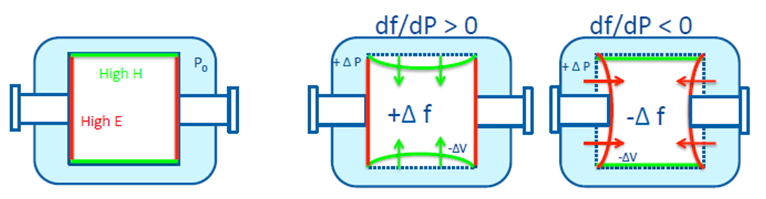 df/dP > 0
df/dP < 0
High H
P₀
High E
+ Δ P
+Δ f
-ΔV
+ Δ P
-Δ f
-ΔV